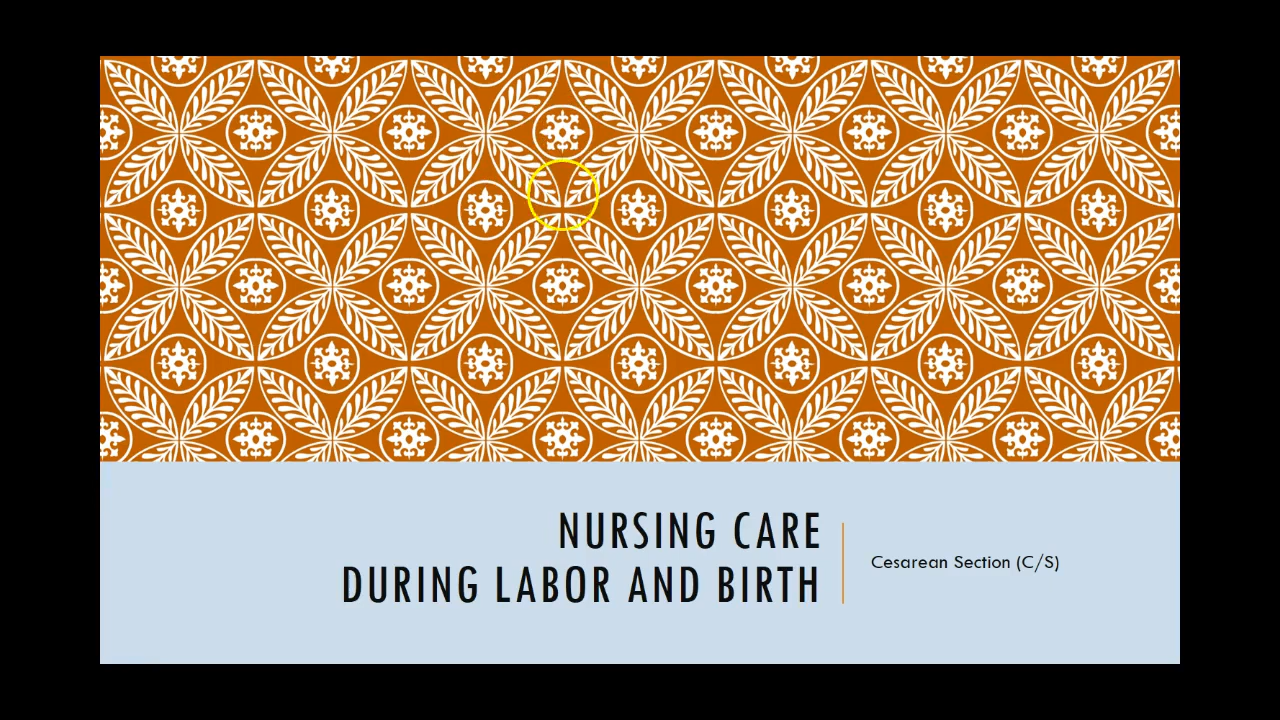 NURSING CARE
DURING LABOR AND BIRTH
Cesarean Section (C/S)